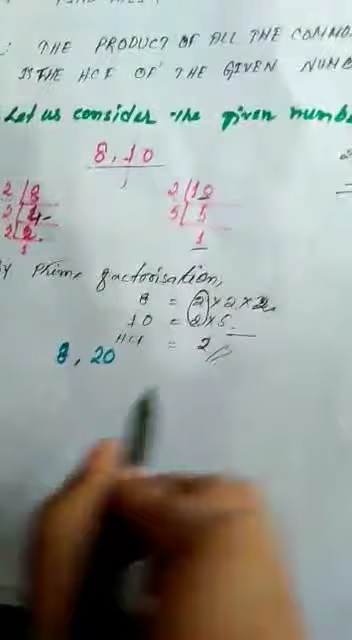 : THE PRODUCT OF ALL THE COMMO
IS THE HCF OF THE GIVEN NUM
Let us consider the given numb
8, 10
2 8
2 4
2 2
1
2 10
5 5
1
Y Prime factorisation,
8 = 2 × 2 × 2
10 = 2 × 5
HCF = 2
8, 20